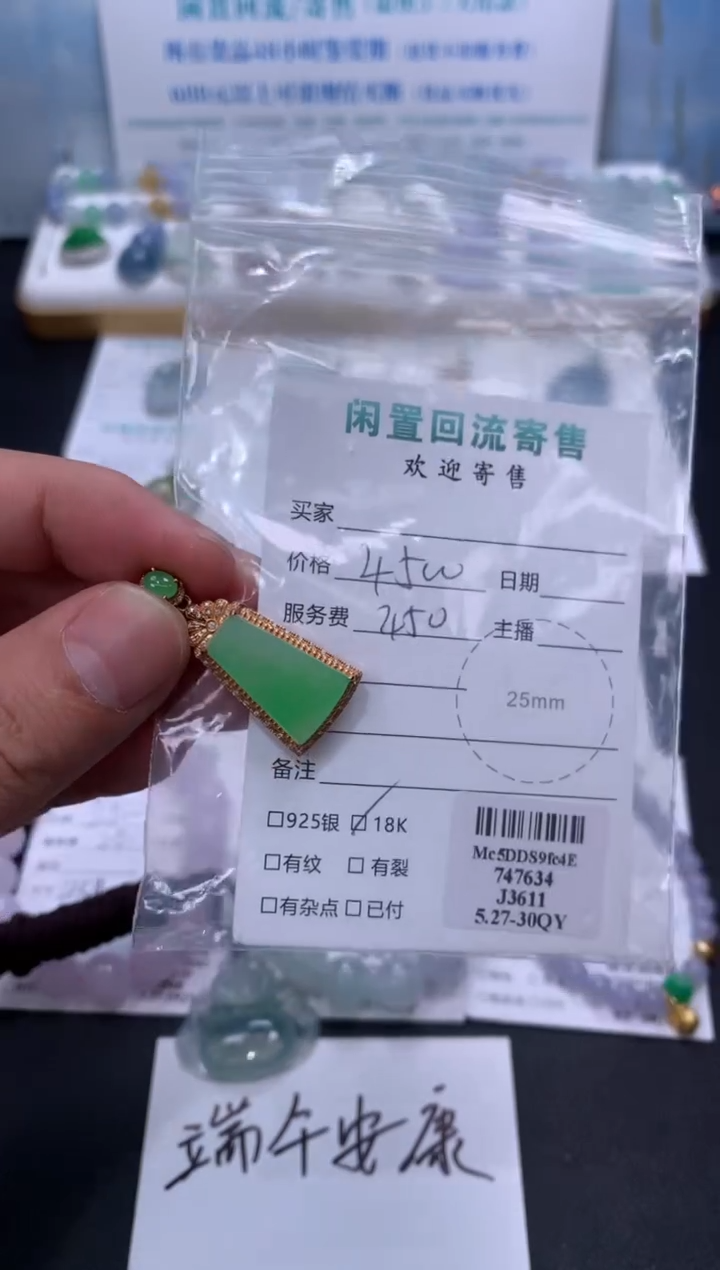 闲置回流寄售
欢迎寄售
买家
价格 4500 日期
服务费 450 主播
25mm
备注
□925银 ☑18K
□有纹 □有裂
□有杂点 □已付
Mc5DDS9fc4E
747634
J3611
5.27-30QY
端午安康